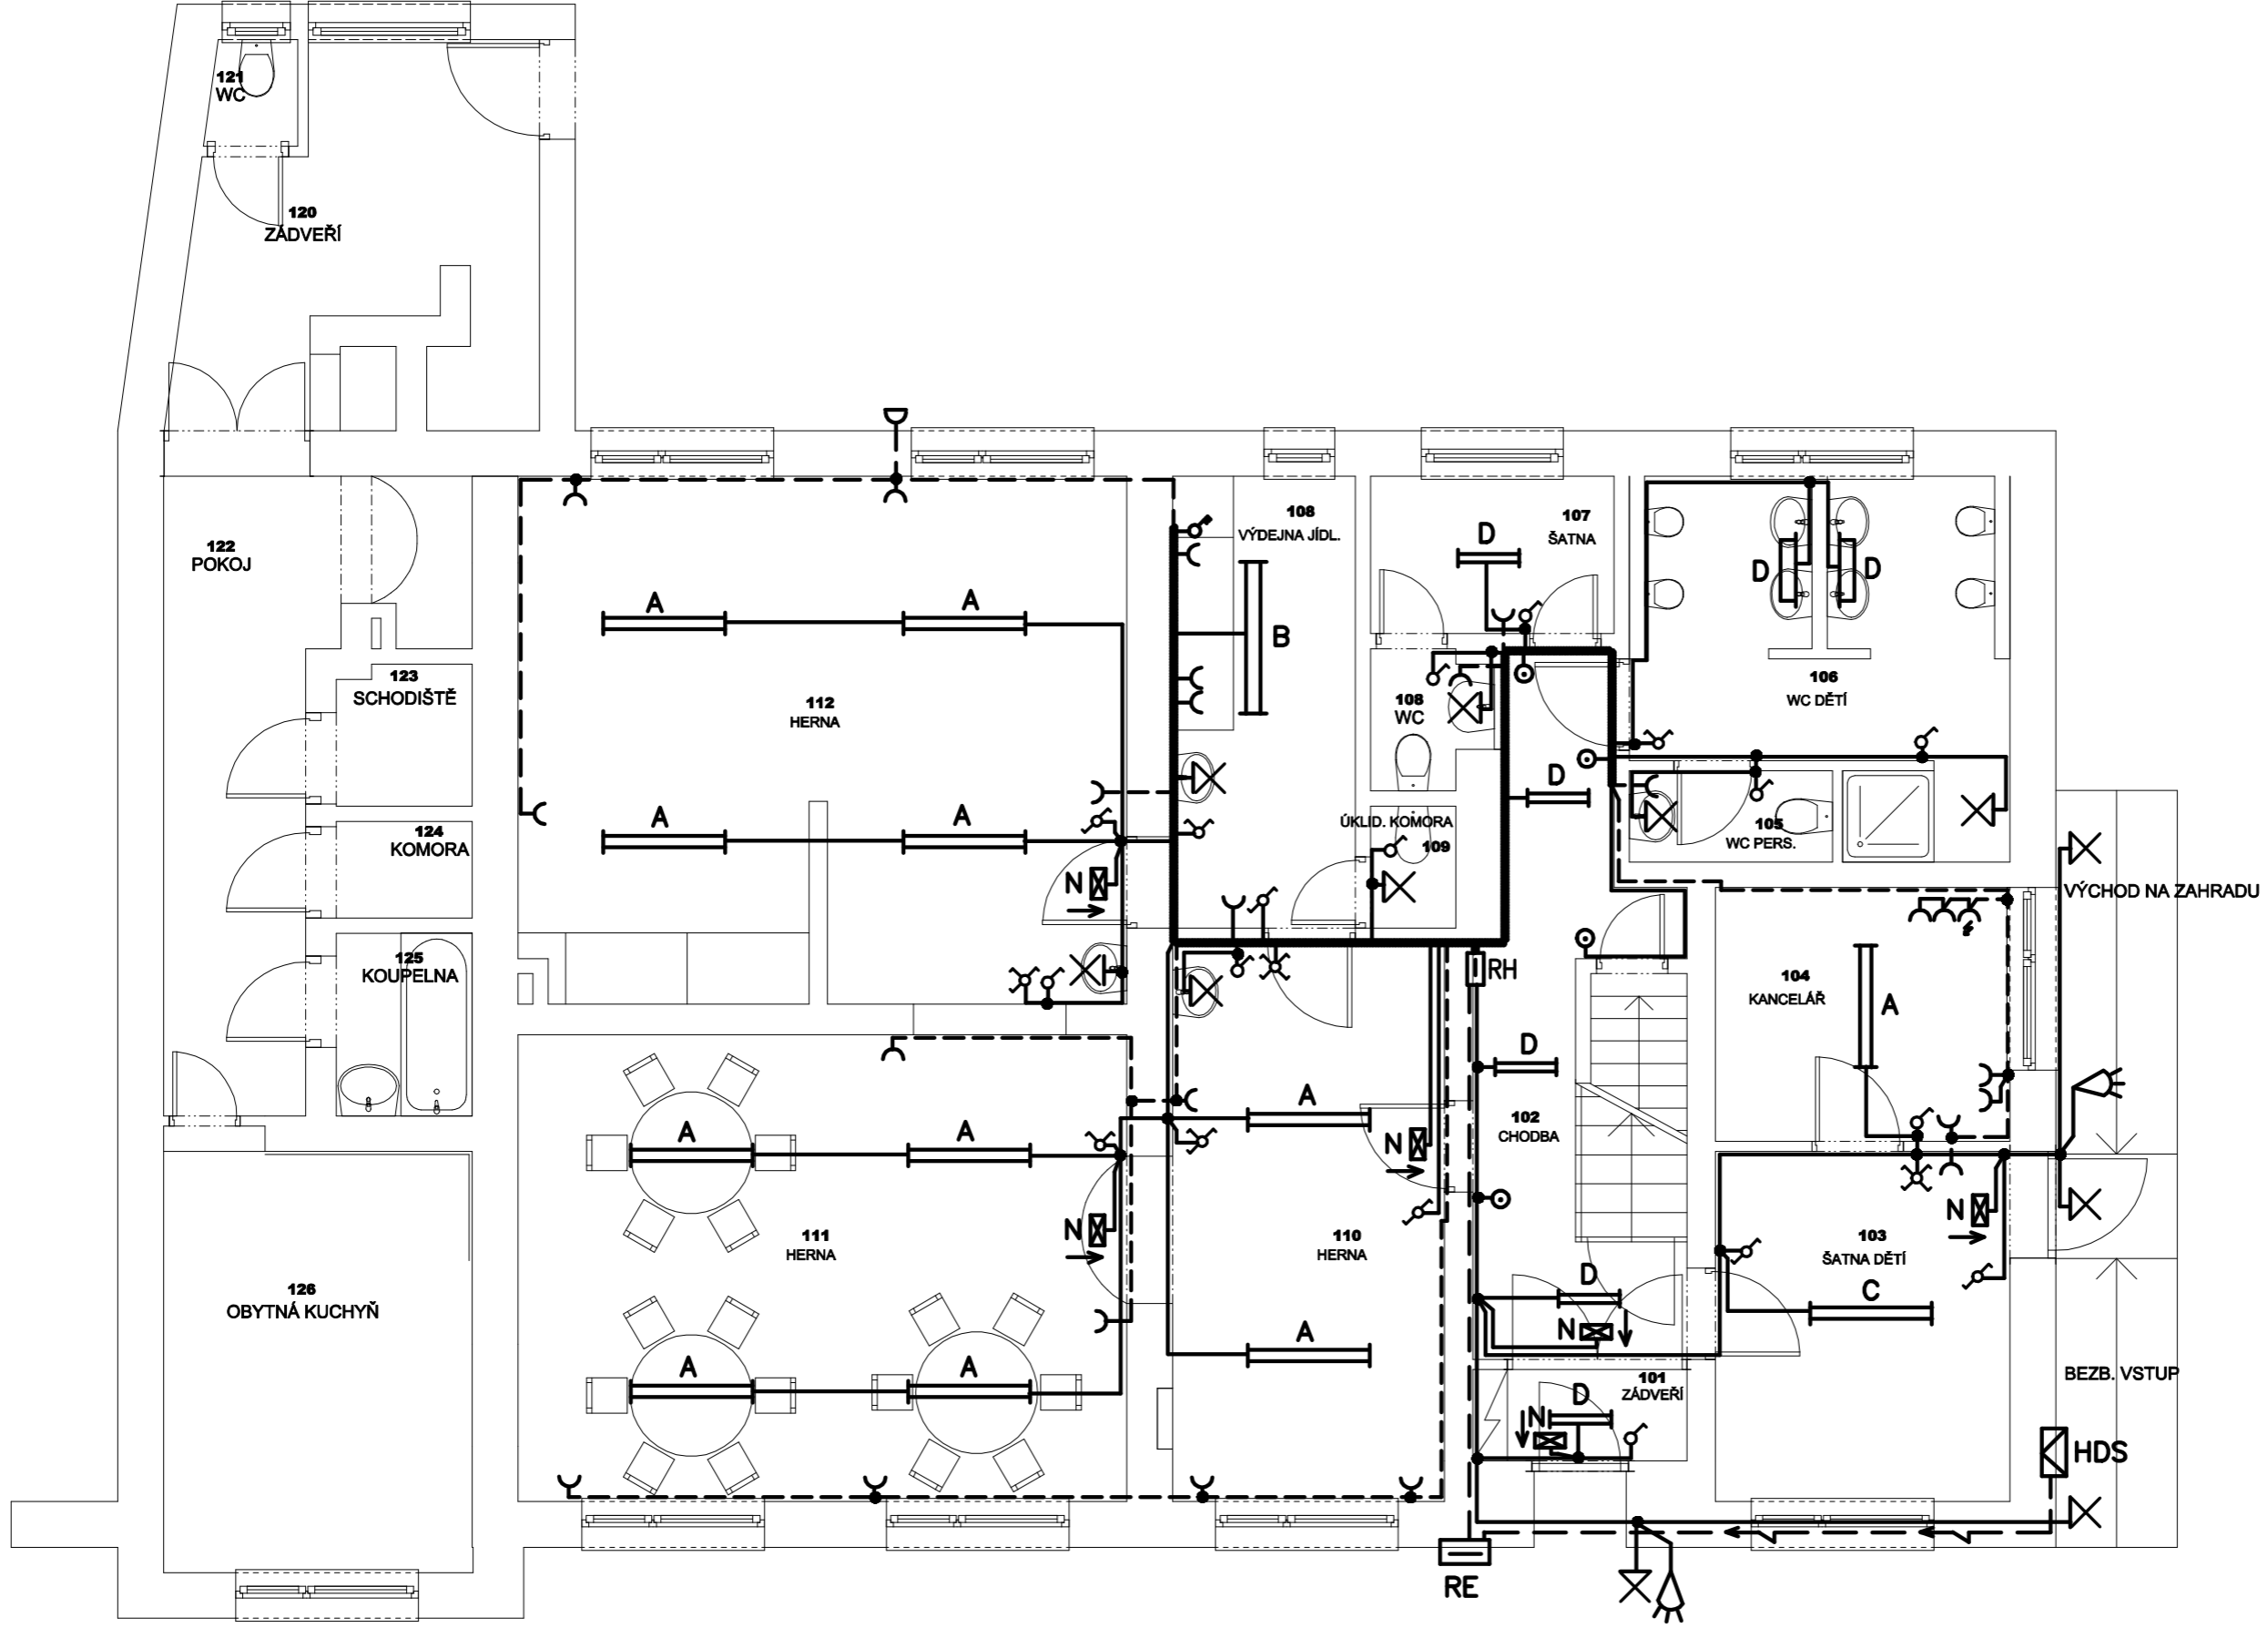 121
WC
120
ZÁDVEŘÍ
122
POKOJ
108
VÝDEJNA JÍDL.
107
ŠATNA
D
D
D
A
A
B
123
SCHODIŠTĚ
112
HERNA
108
WC
106
WC DĚTÍ
D
A
A
124
KOMORA
ÚKLID. KOMORA
109
105
WC PERS.
N
VÝCHOD NA ZAHRADU
125
KOUPELNA
RH
104
KANCELÁŘ
A
D
A
A
A
102
CHODBA
N
N
N
111
HERNA
110
HERNA
103
ŠATNA DĚTÍ
126
OBYTNÁ KUCHYŇ
D
C
N
A
A
A
101
ZÁDVEŘÍ
BEZB. VSTUP
D
N
HDS
RE